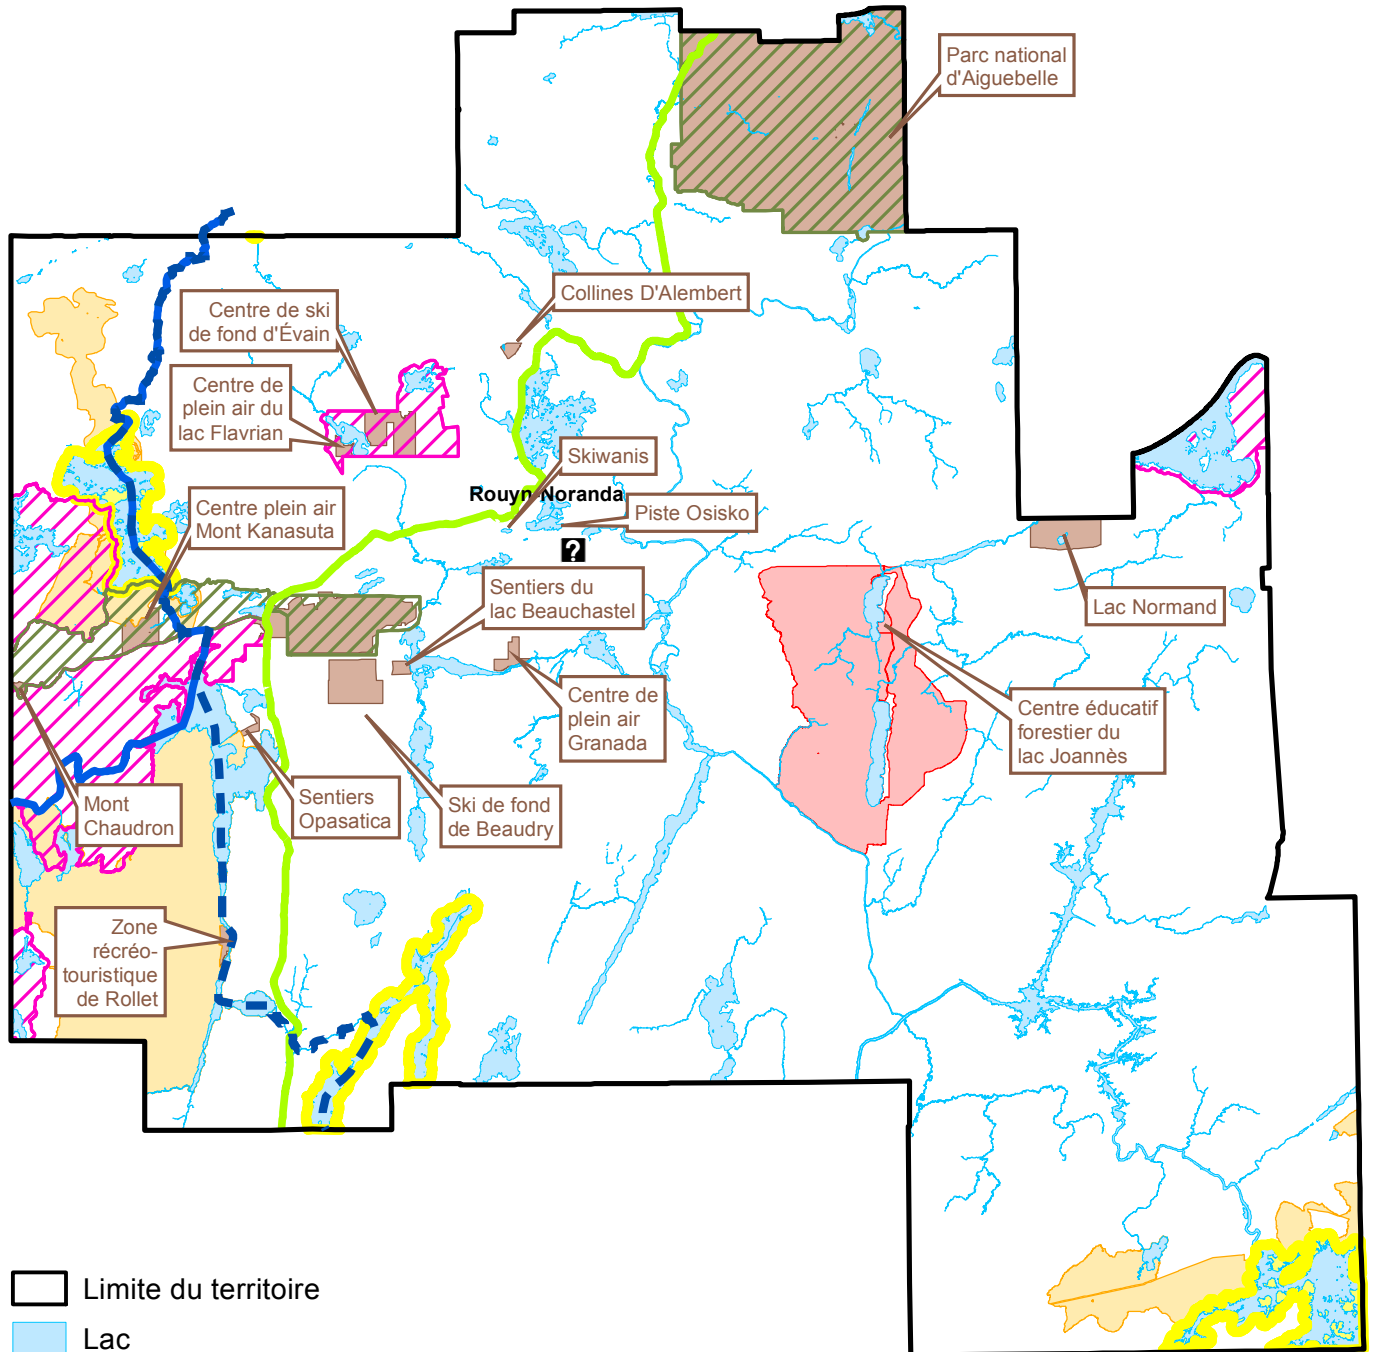 Parc national
d'Aiguebelle
Collines D'Alembert
Centre de ski
de fond d'Évain
Centre de
plein air du
lac Flavrian
Skiwanis
Rouyn-Noranda
Centre plein air
Mont Kanasuta
Piste Osisko
?
Sentiers du
lac Beauchastel
Lac Normand
Centre de
plein air
Granada
Centre éducatif
forestier du
lac Joannès
Mont
Chaudron
Sentiers
Opasatica
Ski de fond
de Beaudry
Zone
récréo-
touristique
de Rollet
Limite du territoire
Lac